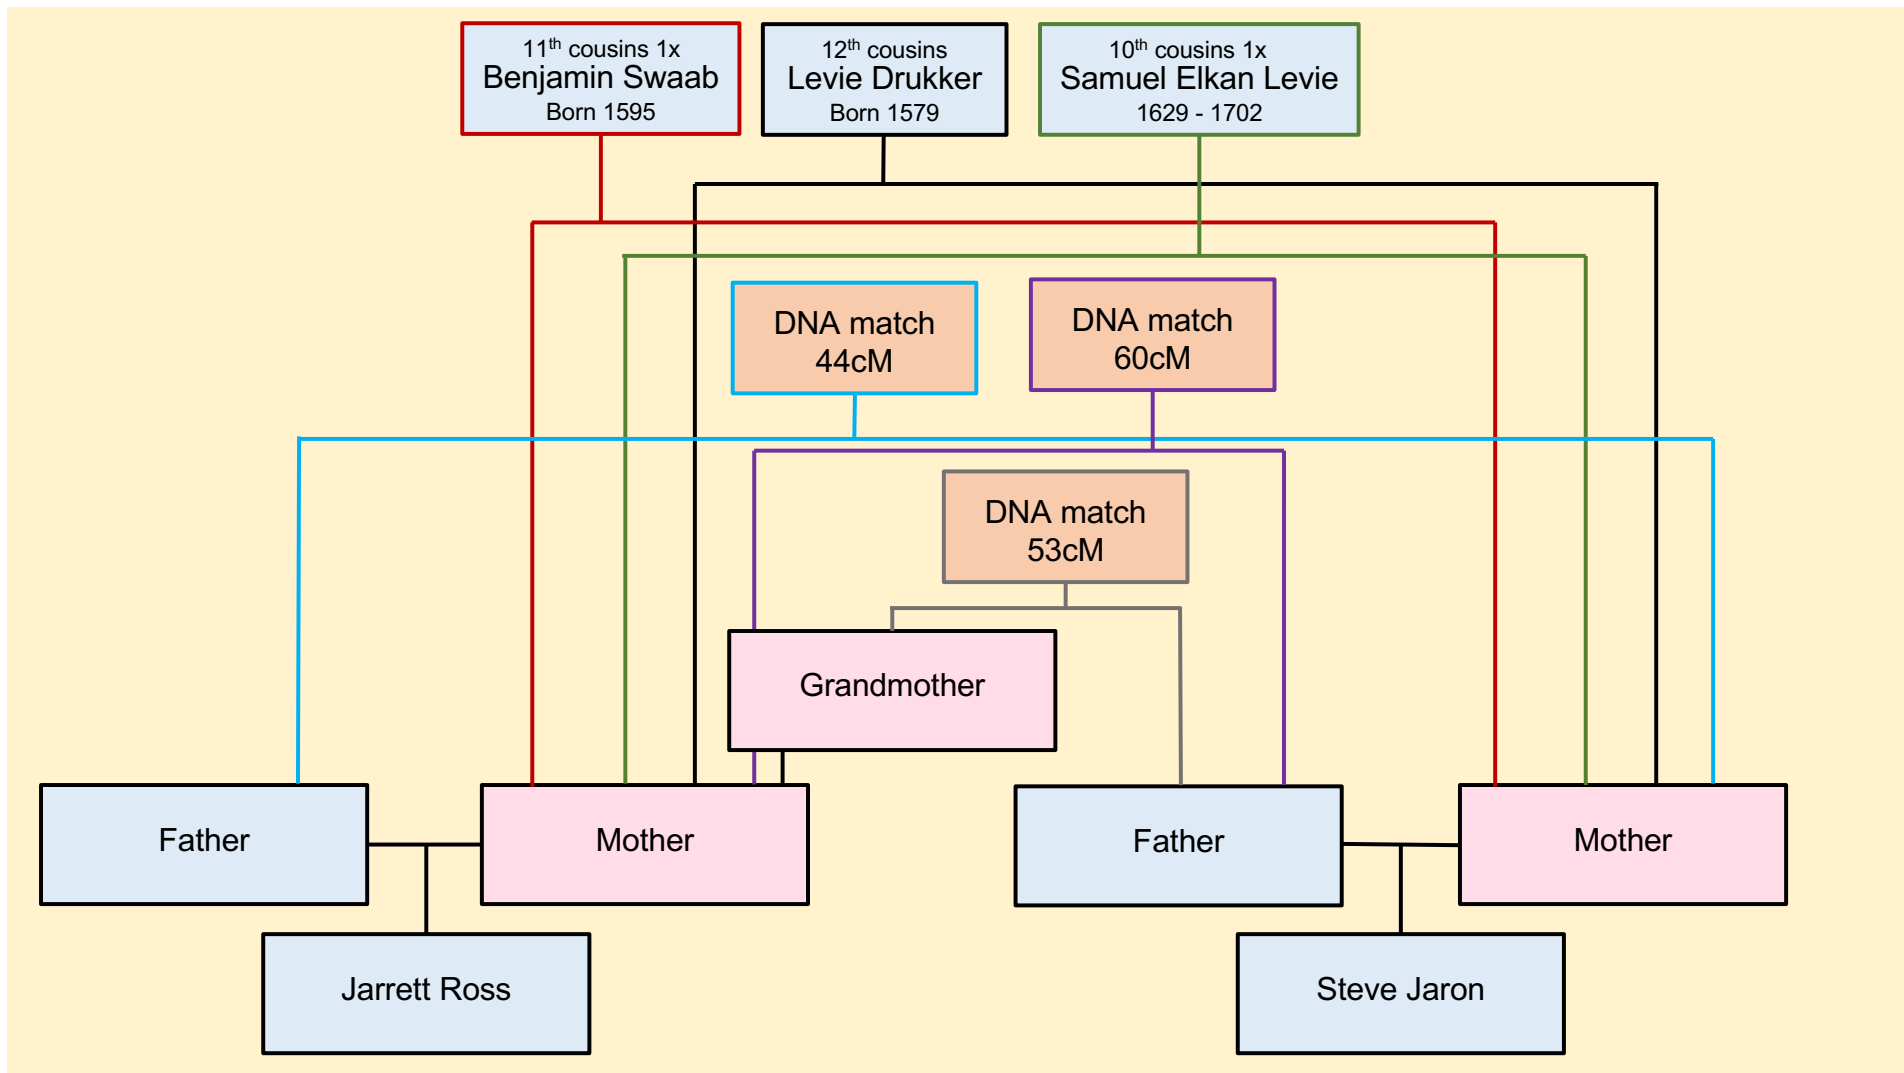 11th cousins 1x
Benjamin Swaab
Born 1595
12th cousins
Levie Drukker
Born 1579
10th cousins 1x
Samuel Elkan Levie
1629 - 1702
DNA match
44cM
DNA match
60cM
DNA match
53cM
Grandmother
Father
Mother
Father
Mother
Jarrett Ross
Steve Jaron